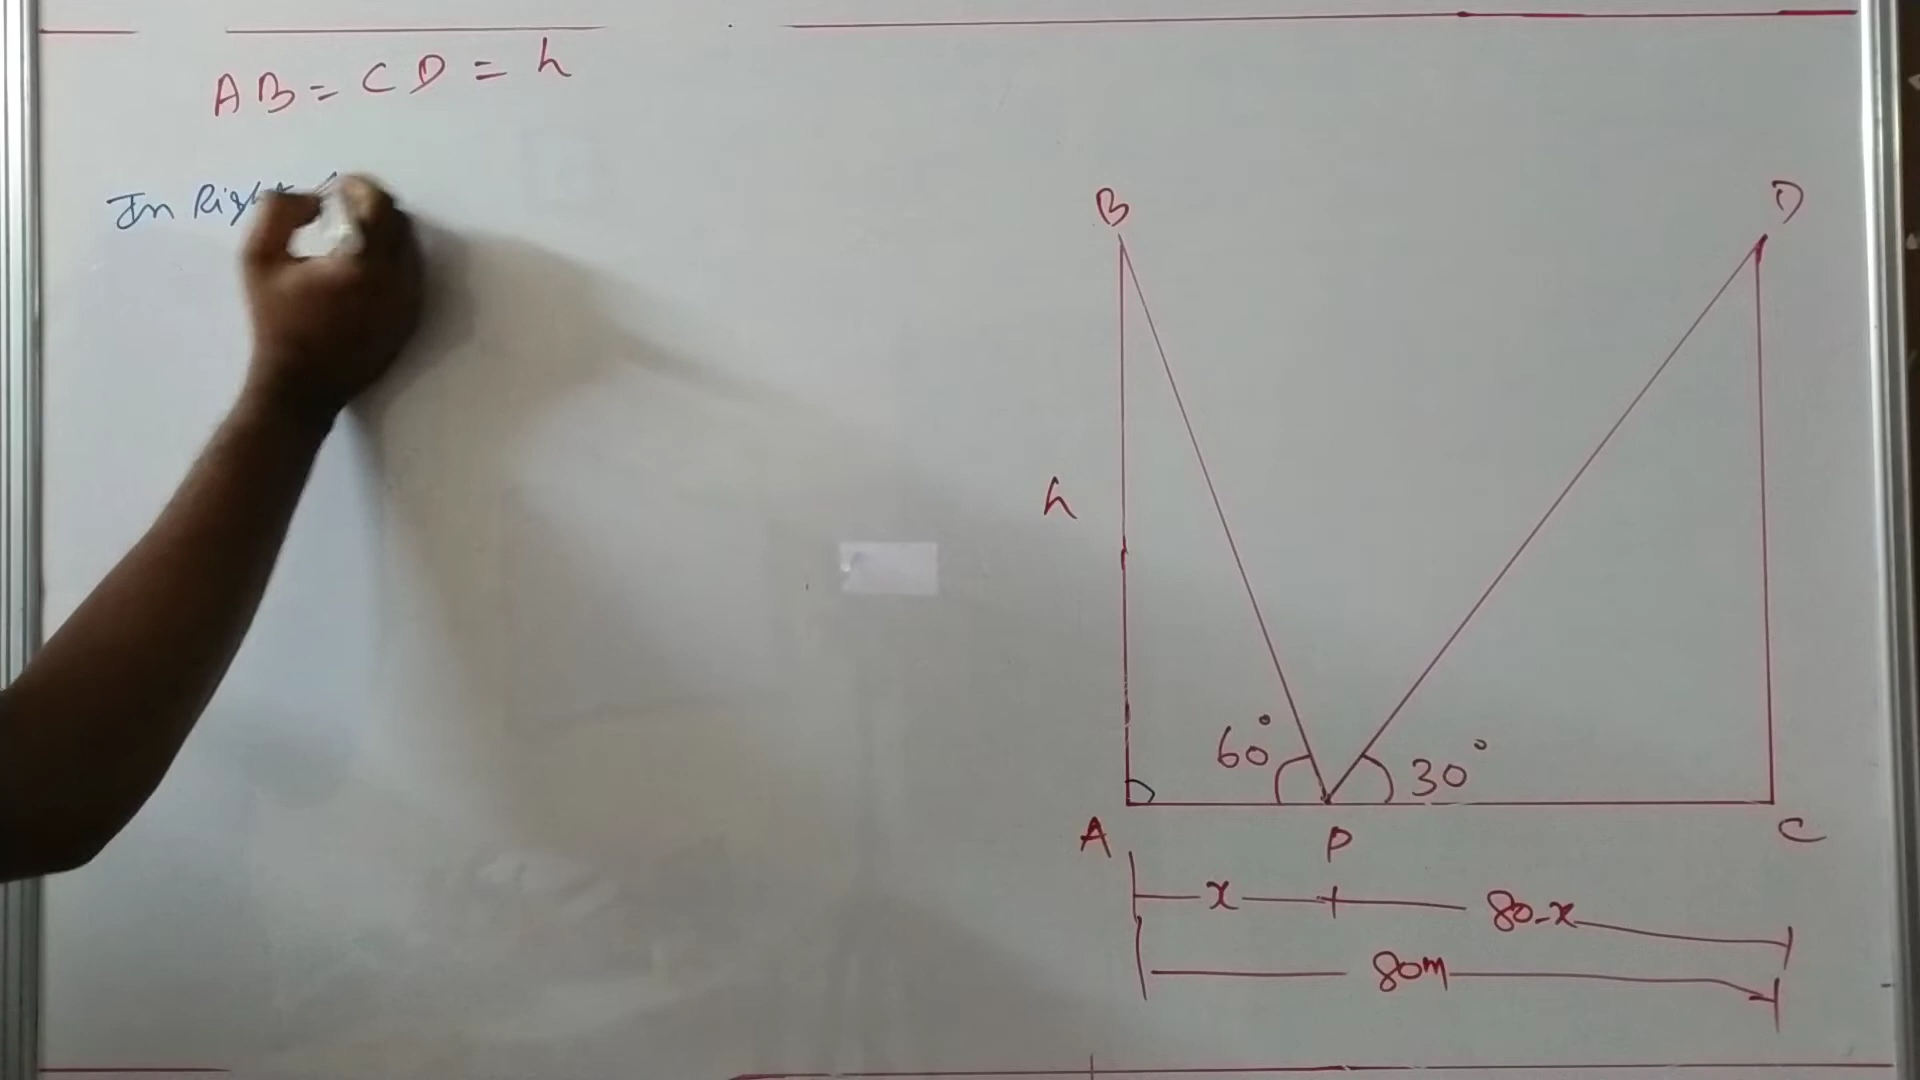 AB = CD = h
In Right
B
D
h
60°
30°
A
P
C
x
80-x
80m